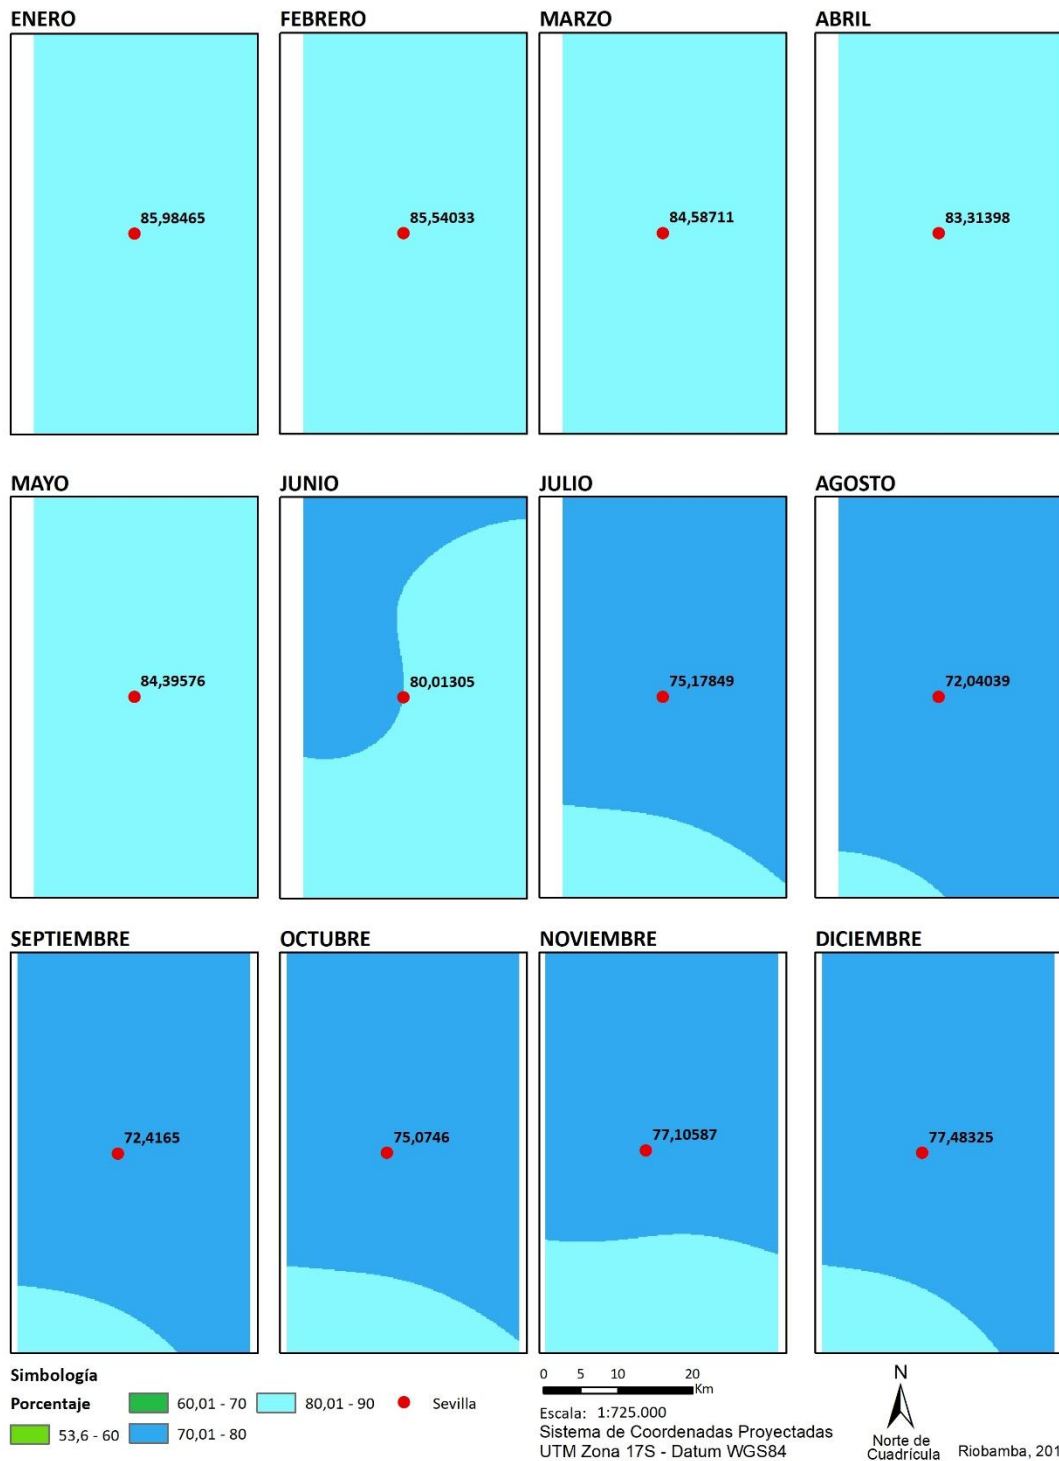 ENERO
FEBRERO
MARZO
ABRIL
85,98465
85,54033
84,58711
83,31398
MAYO
JUNIO
JULIO
AGOSTO
84,39576
80,01305
75,17849
72,04039
SEPTIEMBRE
OCTUBRE
NOVIEMBRE
DICIEMBRE
72,4165
75,0746
77,10587
77,48325
Simbología
Porcentaje
60,01 - 70
80,01 - 90
Sevilla
53,6 - 60
70,01 - 80
0 5 10 20
Km
Escala: 1:725.000
Sistema de Coordenadas Proyectadas
UTM Zona 17S - Datum WGS84
N
Norte de
Cuadrícula
Riobamba, 201